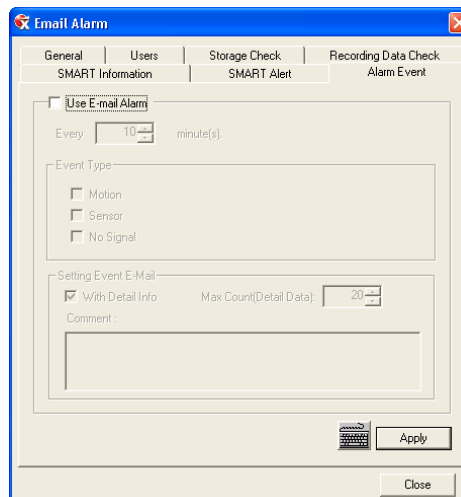 Email Alarm
General Users Storage Check Recording Data Check
SMART Information SMART Alert Alarm Event
Use E-mail Alarm
Every 10 minute(s).
Event Type
Motion
Sensor
No Signal
Setting Event E-Mail
With Detail Info Max Count(Detail Data): 20
Comment :
Apply
Close